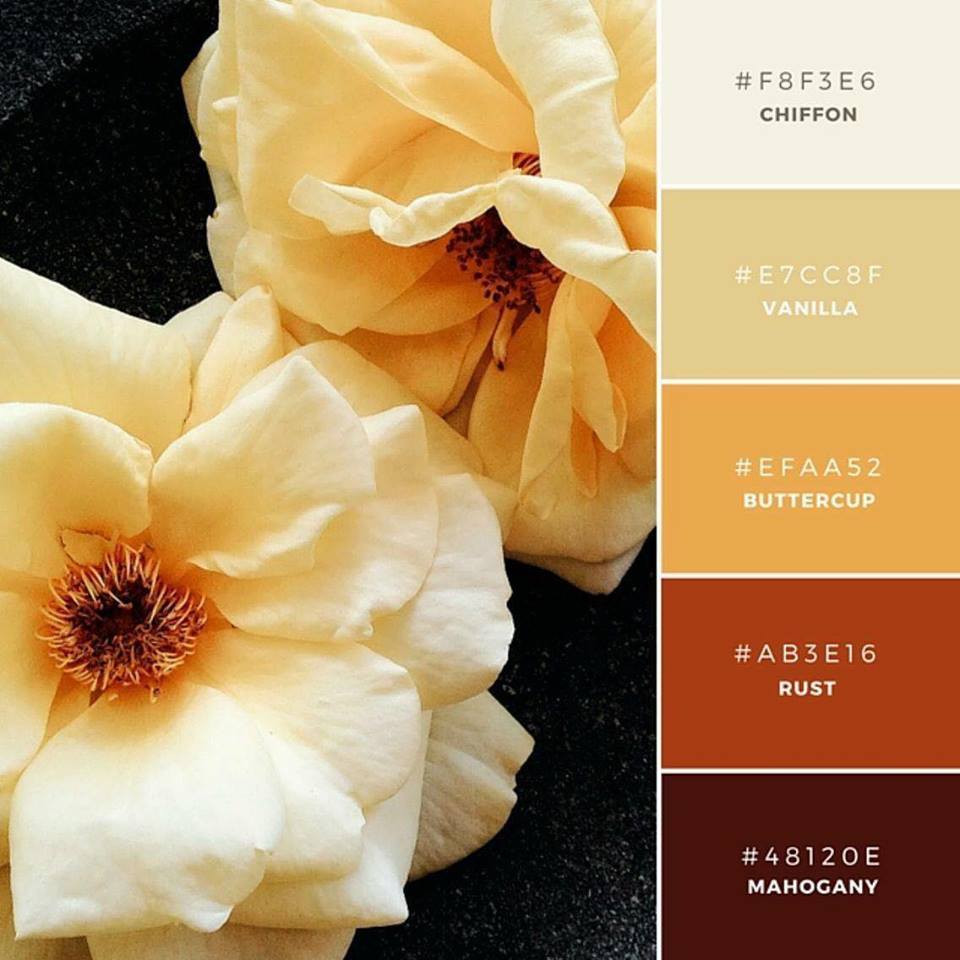 #F8F3E6
CHIFFON
#E7CC8F
VANILLA
#EFAA52
BUTTERCUP
#AB3E16
RUST
#48120E
MAHOGANY